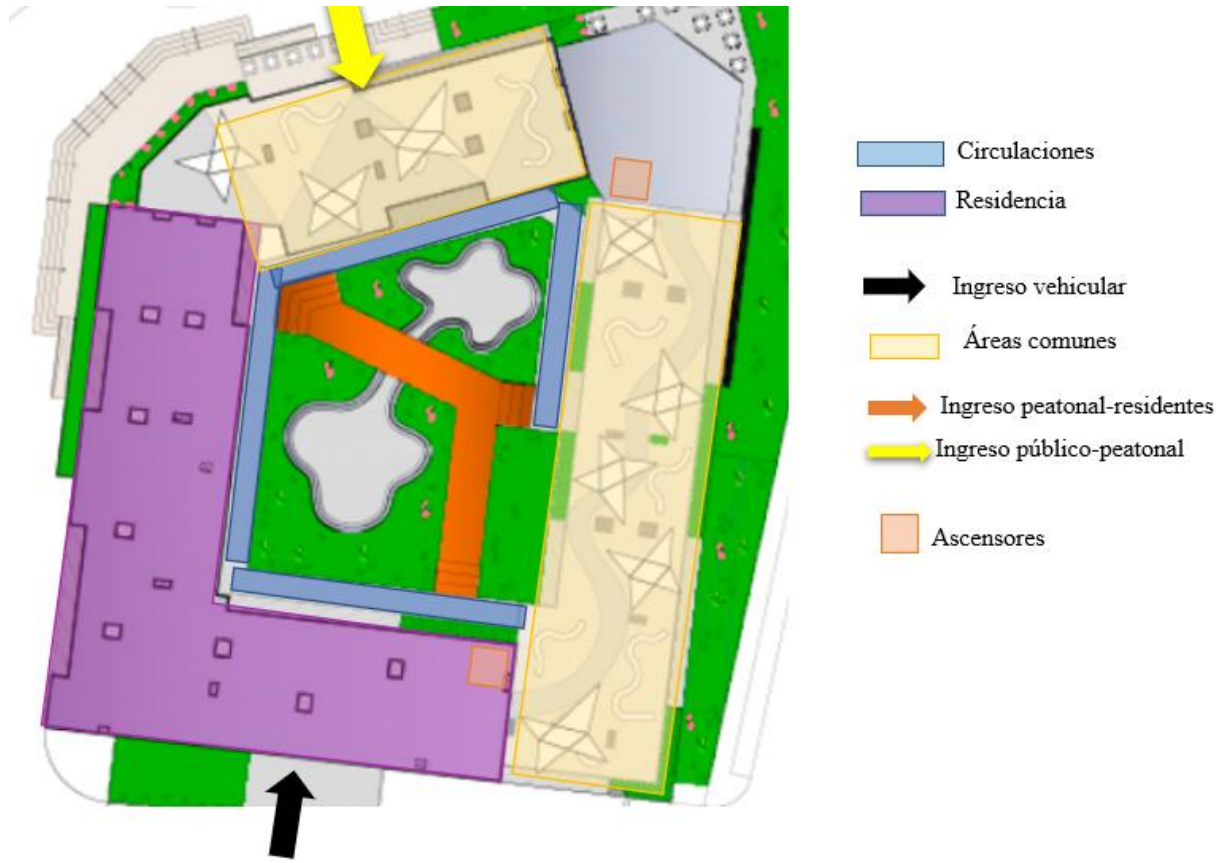 Circulaciones
Residencia
Ingreso vehicular
Áreas comunes
Ingreso peatonal-residentes
Ingreso público-peatonal
Ascensores